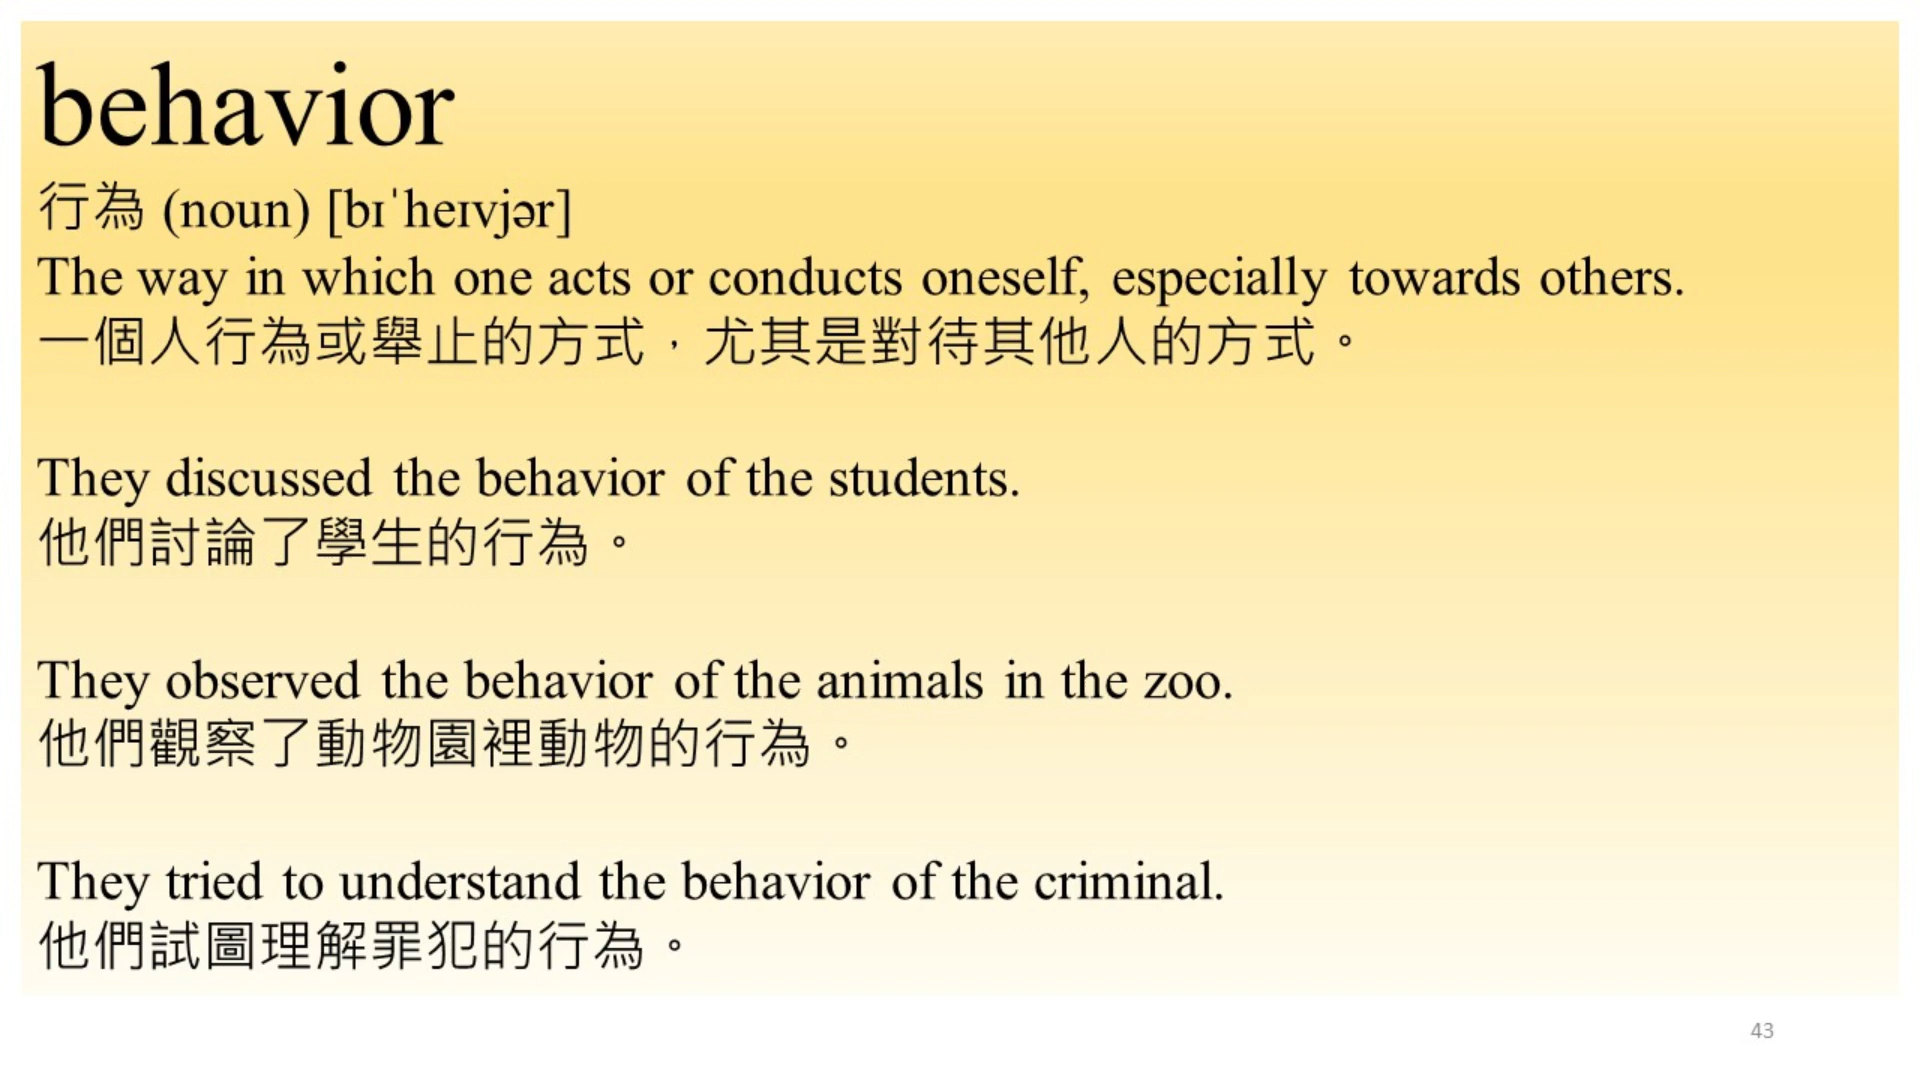 behavior
行為 (noun) [bɪˈheɪvjər]
The way in which one acts or conducts oneself, especially towards others.
一個人行為或舉止的方式，尤其是對待其他人的方式。
They discussed the behavior of the students.
他們討論了學生的行為。
They observed the behavior of the animals in the zoo.
他們觀察了動物園裡動物的行為。
They tried to understand the behavior of the criminal.
他們試圖理解罪犯的行為。
43